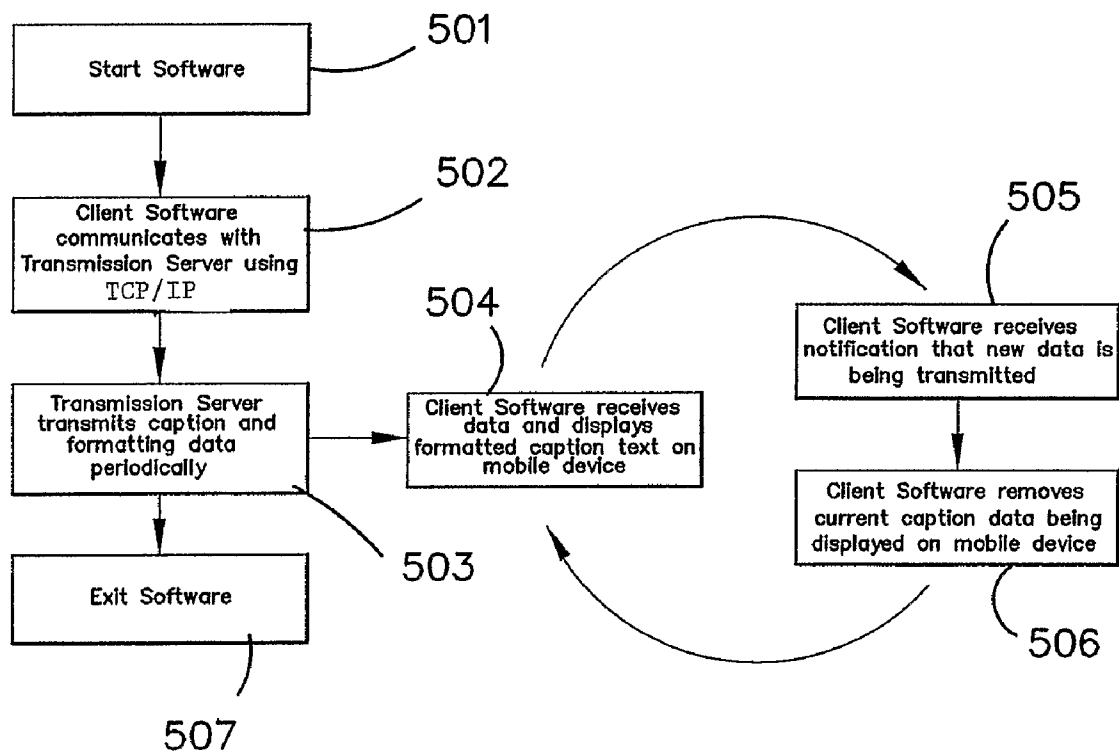 501
Start Software
502
Client Software
communicates with
Transmission Server using
TCP/IP
503
Transmission Server
transmits caption and
formatting data
periodically
504
Client Software receives
data and displays
formatted caption text on
mobile device
505
Client Software receives
notification that new data is
being transmitted
506
Client Software removes
current caption data being
displayed on mobile device
Exit Software
507